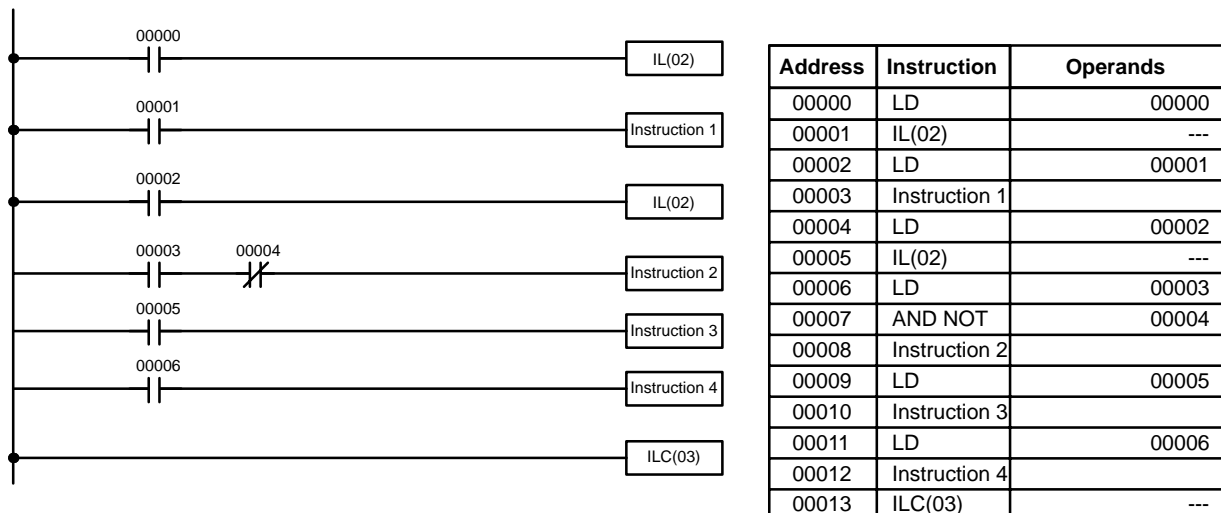 00000
IL(02)
00001
Instruction 1
00002
IL(02)
00003 00004
Instruction 2
00005
Instruction 3
00006
Instruction 4
ILC(03)
Address Instruction Operands
00000 LD 00000
00001 IL(02) ---
00002 LD 00001
00003 Instruction 1
00004 LD 00002
00005 IL(02) ---
00006 LD 00003
00007 AND NOT 00004
00008 Instruction 2
00009 LD 00005
00010 Instruction 3
00011 LD 00006
00012 Instruction 4
00013 ILC(03) ---